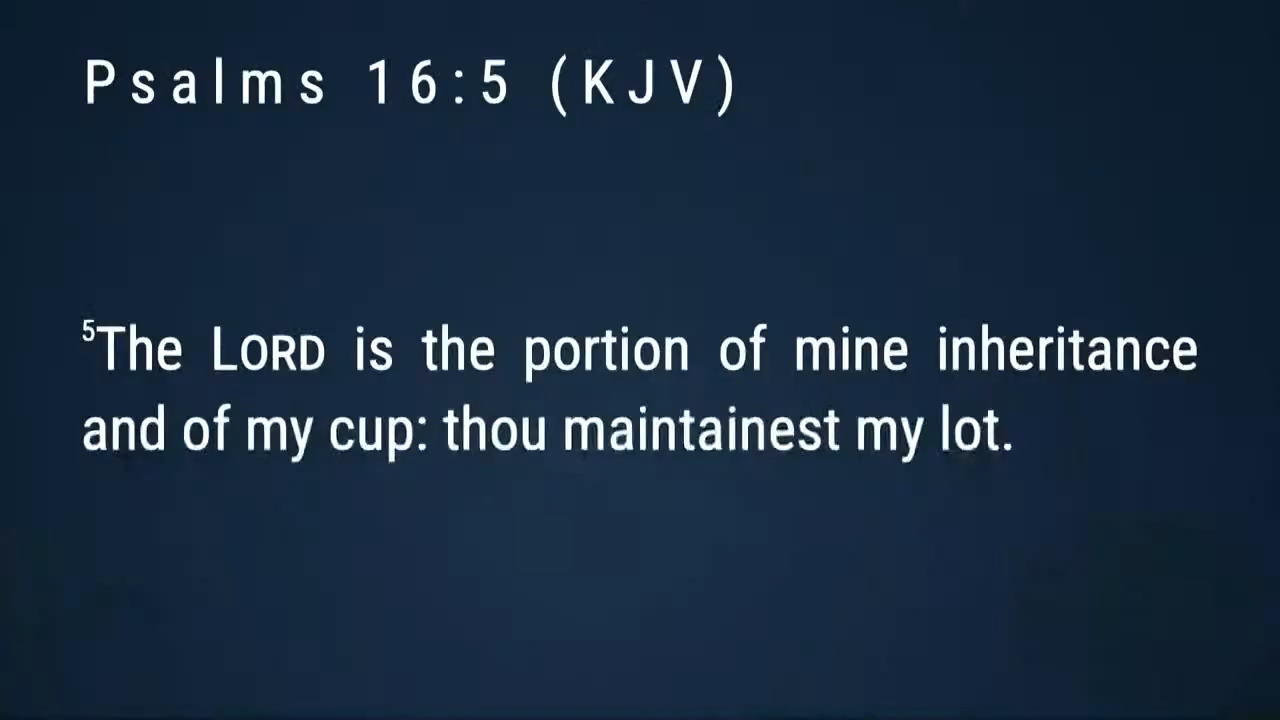 Psalms 16:5 (KJV)
⁵The LORD is the portion of mine inheritance
and of my cup: thou maintainest my lot.